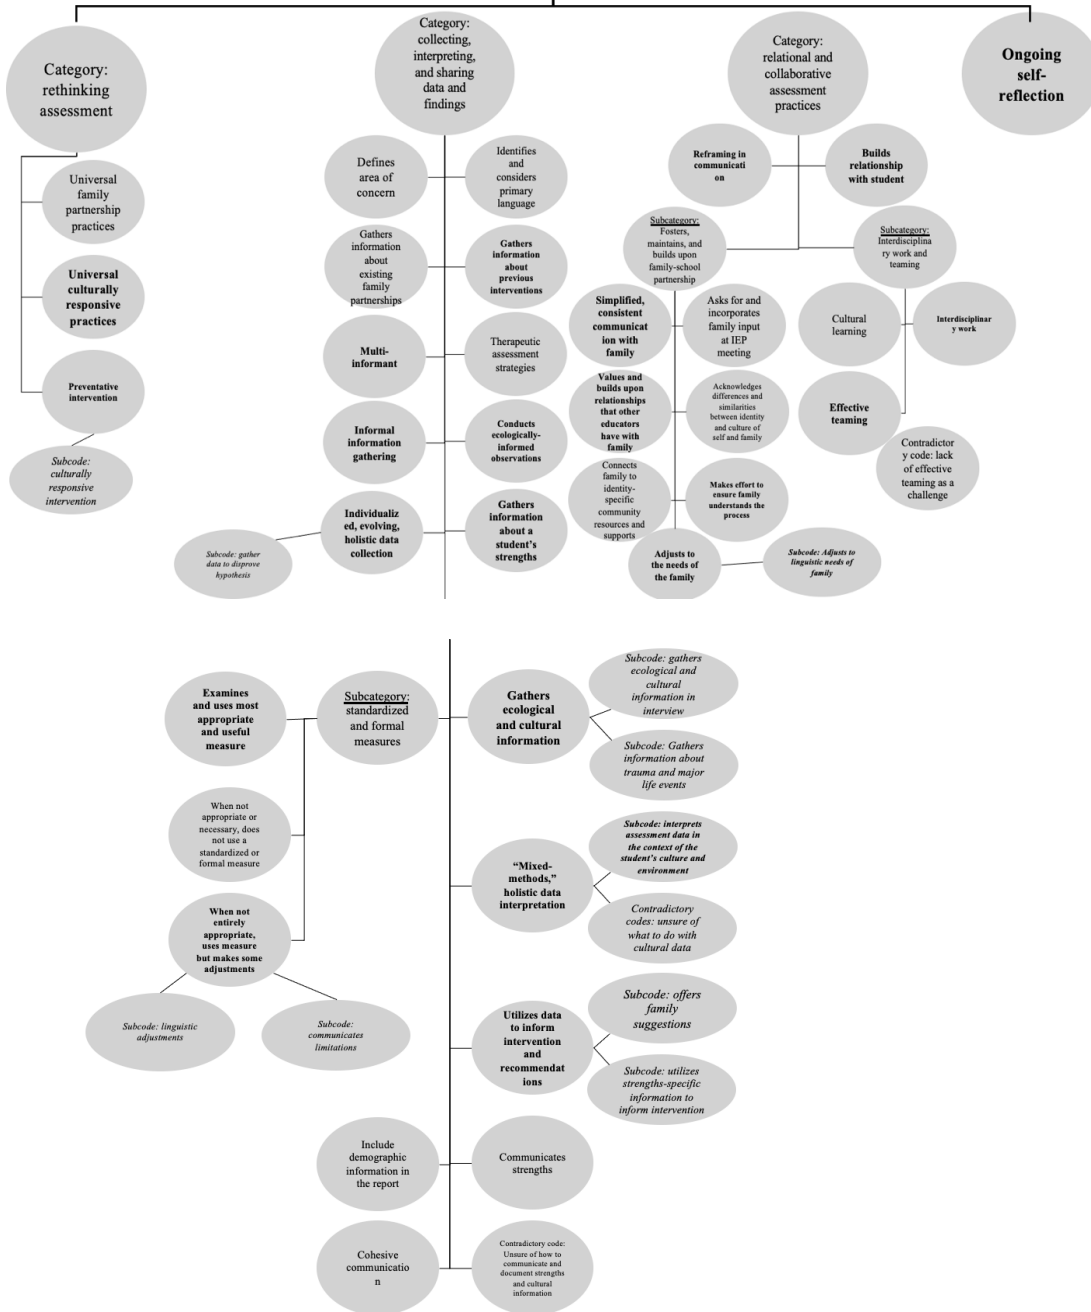 Category:
rethinking
assessment
Universal
family
partnership
practices
Universal
culturally
responsive
practices
Preventative
intervention
Subcode:
culturally
responsive
intervention
Category:
collecting,
interpreting,
and sharing
data and
findings
Defines
area of
concern
Identifies
and
considers
primary
language
Gathers
information
about
existing
family
partnerships
Gathers
information
about
previous
interventions
Multi-
informant
Therapeutic
assessment
strategies
Informal
information
gathering
Conducts
ecologically-
informed
observations
Individualiz
ed, evolving,
holistic data
collection
Subcode: gather
data to disprove
hypothesis
Gathers
information
about a
student's
strengths
Category:
relational and
collaborative
assessment
practices
Reframing in
communicati
on
Builds
relationship
with student
Subcategory:
Fosters,
maintains, and
builds upon
family-school
partnership
Simplified,
consistent
communicat
ion with
family
Asks for and
incorporates
family input
at IEP
meeting
Values and
builds upon
relationships
that other
educators
have with
family
Acknowledges
differences and
similarities
between identity
and culture of
self and family
Connects
family to
identity-
specific
community
resources and
supports
Makes effort to
ensure family
understands the
process
Adjusts to
the needs of
the family
Subcode: Adjusts to
linguistic needs of
family
Subcategory:
Interdisciplina
ry work and
teaming
Cultural
learning
Interdisciplinar
y work
Effective
teaming
Contradictor
y code: lack
of effective
teaming as a
challenge
Ongoing
self-
reflection
Examines
and uses most
appropriate
and useful
measure
Subcategory:
standardized
and formal
measures
When not
appropriate or
necessary, does
not use a
standardized or
formal measure
When not
entirely
appropriate,
uses measure
but makes some
adjustments
Subcode: linguistic
adjustments
Subcode:
communicates
limitations
Gathers
ecological
and cultural
information
Subcode: gathers
ecological and
cultural
information in
interview
Subcode: Gathers
information about
trauma and major
life events
“Mixed-
methods,”
holistic data
interpretation
Subcode: interprets
assessment data in
the context of the
student's culture and
environment
Contradictory
codes: unsure of
what to do with
cultural data
Utilizes data
to inform
intervention
and
recommendat
ions
Subcode: offers
family
suggestions
Subcode: utilizes
strengths-specific
information to
inform intervention
Include
demographic
information in
the report
Communicates
strengths
Cohesive
communicatio
n
Contradictory code:
Unsure of how to
communicate and
document strengths
and cultural
information